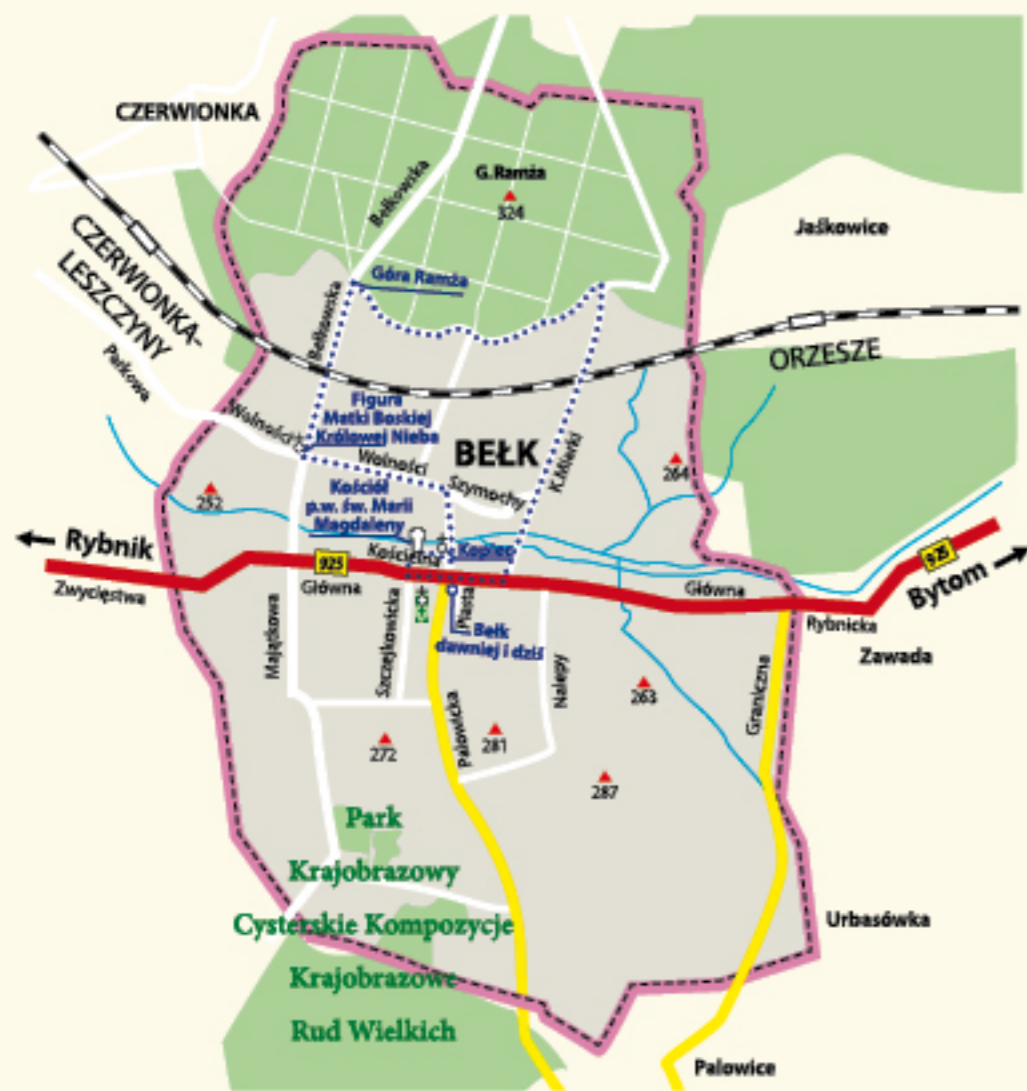 CZERWIONKA
Bełkowska
G. Ramża
324
Jaśkowice
CZERWIONKA-
LESZCZYNY
Góra Ramża
Bełkowska
ORZESZE
Parkowa
Figura
Matki Boskiej
Królowej Nieba
Wolności
Wolności
BEŁK
K.Miarki
264
Szymochy
252
Kościół
p.w. św. Marii
Magdaleny
Rybnik
Kościelna
Kopiec
925
925
Bytom
Zwycięstwa
Główna
Główna
Rybnicka
Zawada
Majątkowa
Szczejkowicka
Piasta
Bełk
dawniej i dziś
Nalepy
263
Graniczna
272
Palowicka
281
287
Park
Krajobrazowy
Cysterskie Kompozycje
Krajobrazowe
Rud Wielkich
Urbasówka
Palowice